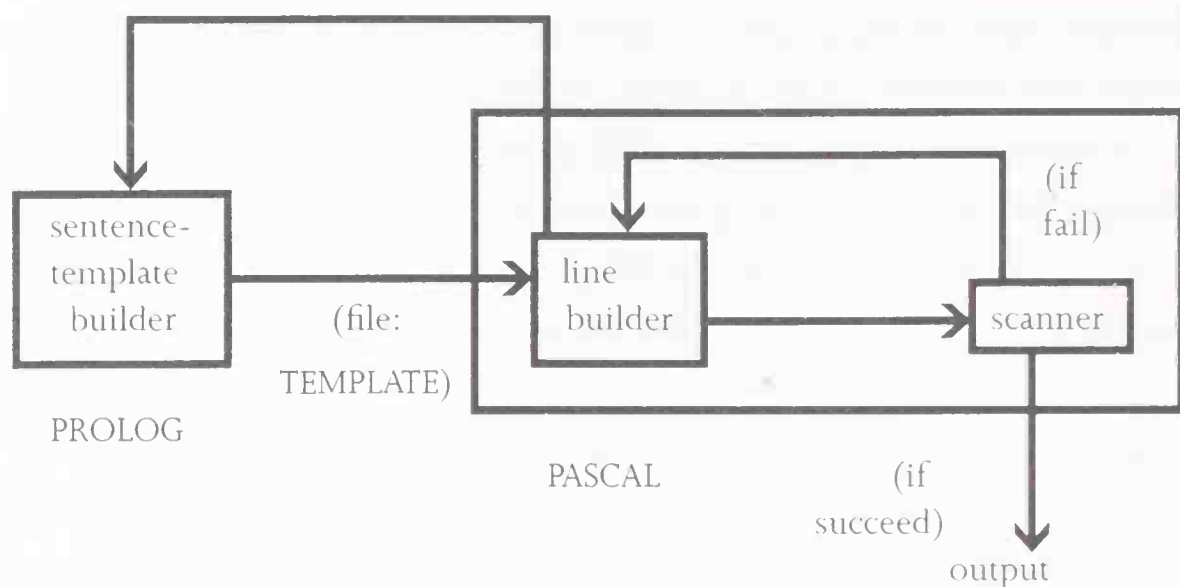 sentence-
template
builder
PROLOG
(file:
TEMPLATE)
line
builder
(if
fail)
scanner
PASCAL
(if
succeed)
output